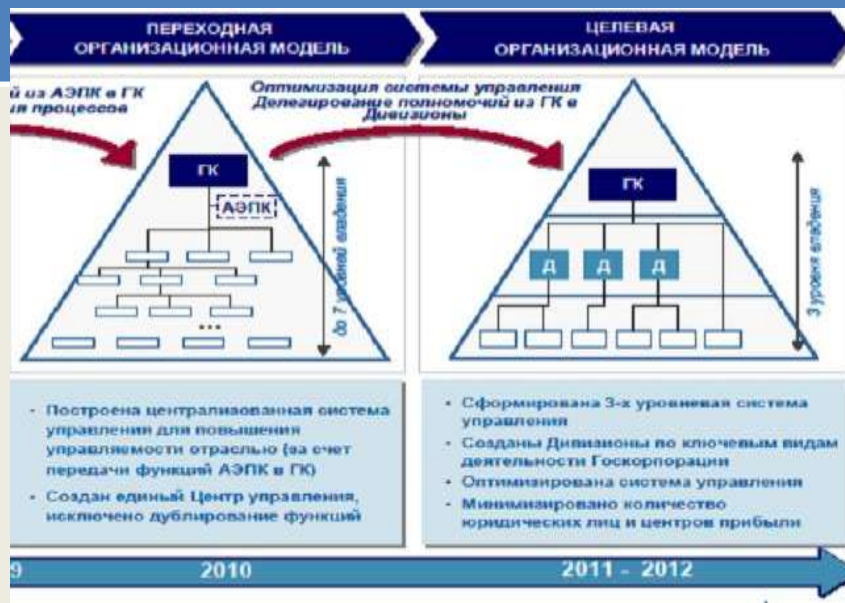 ПЕРЕХОДНАЯ
ОРГАНИЗАЦИОННАЯ МОДЕЛЬ
ЦЕЛЕВАЯ
ОРГАНИЗАЦИОННАЯ МОДЕЛЬ
й из АЭПК в ГК
ия процессов
Оптимизация системы управления
Делегирование полномочий из ГК в
Дивизионы
ГК
АЭПК
...
до 7 уровней владения
ГК
Д Д Д
3 уровня владения
- Построена централизованная система
управления для повышения
управляемости отраслью (за счет
передачи функций АЭПК в ГК)
- Создан единый Центр управления,
исключено дублирование функций
- Сформирована 3-х уровневая система
управления
- Созданы Дивизионы по ключевым видам
деятельности Госкорпорации
- Оптимизирована система управления
- Минимизировано количество
юридических лиц и центров прибыли
9 2010 2011 - 2012